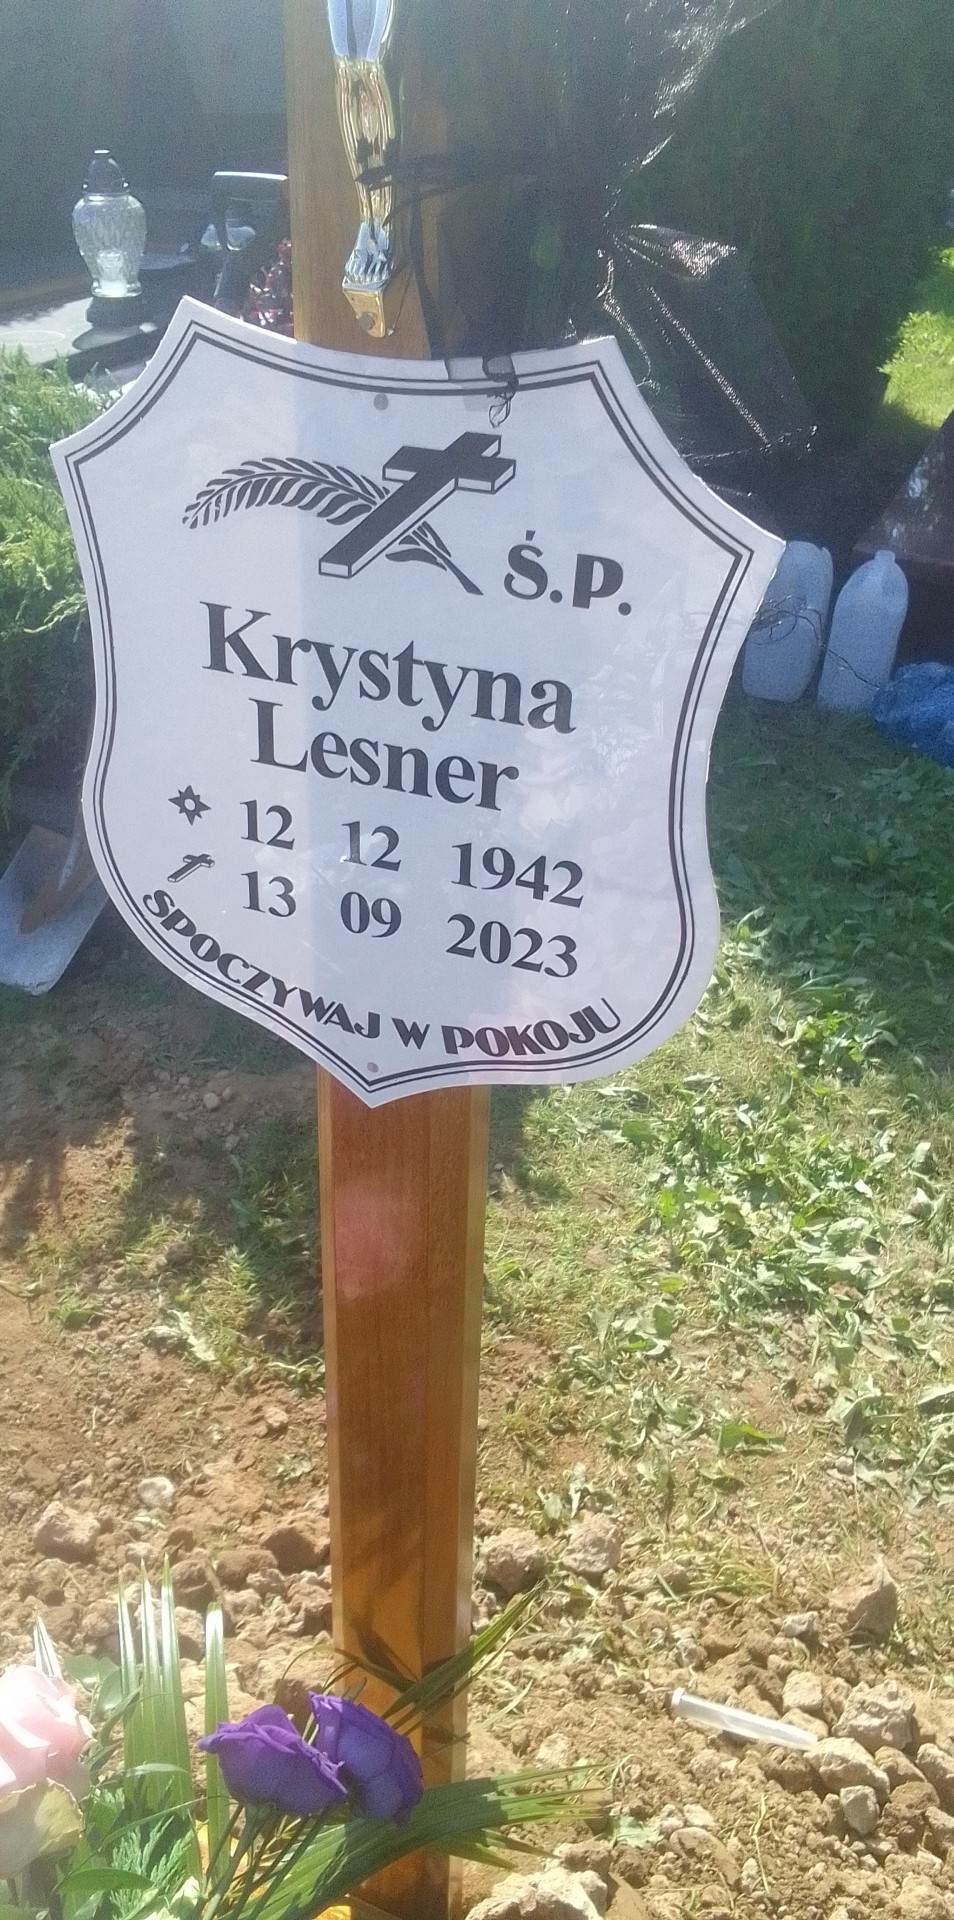 Ś.P.
Krystyna
Lesner
12 12 1942
13 09 2023
SPOCZYWAJ W POKOJU